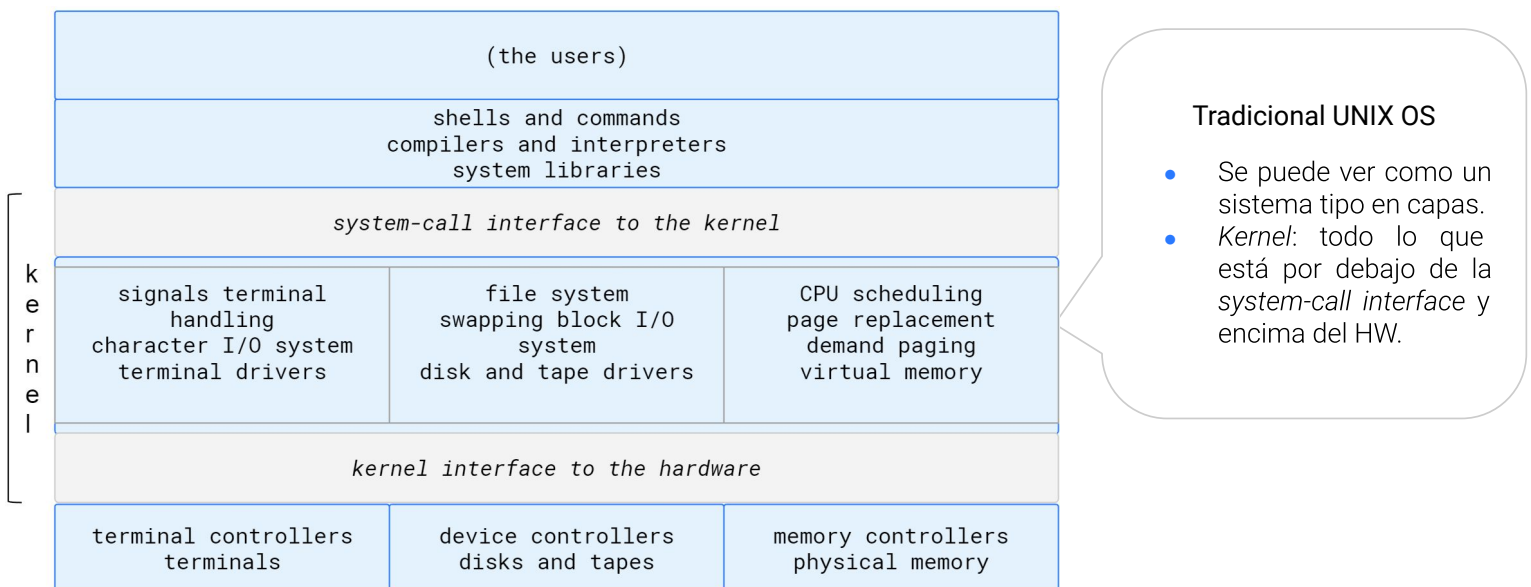 (the users)
shells and commands
compilers and interpreters
system libraries
system-call interface to the kernel
kernel
signals terminal
handling
character I/O system
terminal drivers
file system
swapping block I/O
system
disk and tape drivers
CPU scheduling
page replacement
demand paging
virtual memory
kernel interface to the hardware
terminal controllers
terminals
device controllers
disks and tapes
memory controllers
physical memory
Tradicional UNIX OS
● Se puede ver como un
sistema tipo en capas.
● Kernel: todo lo que
está por debajo de la
system-call interface y
encima del HW.